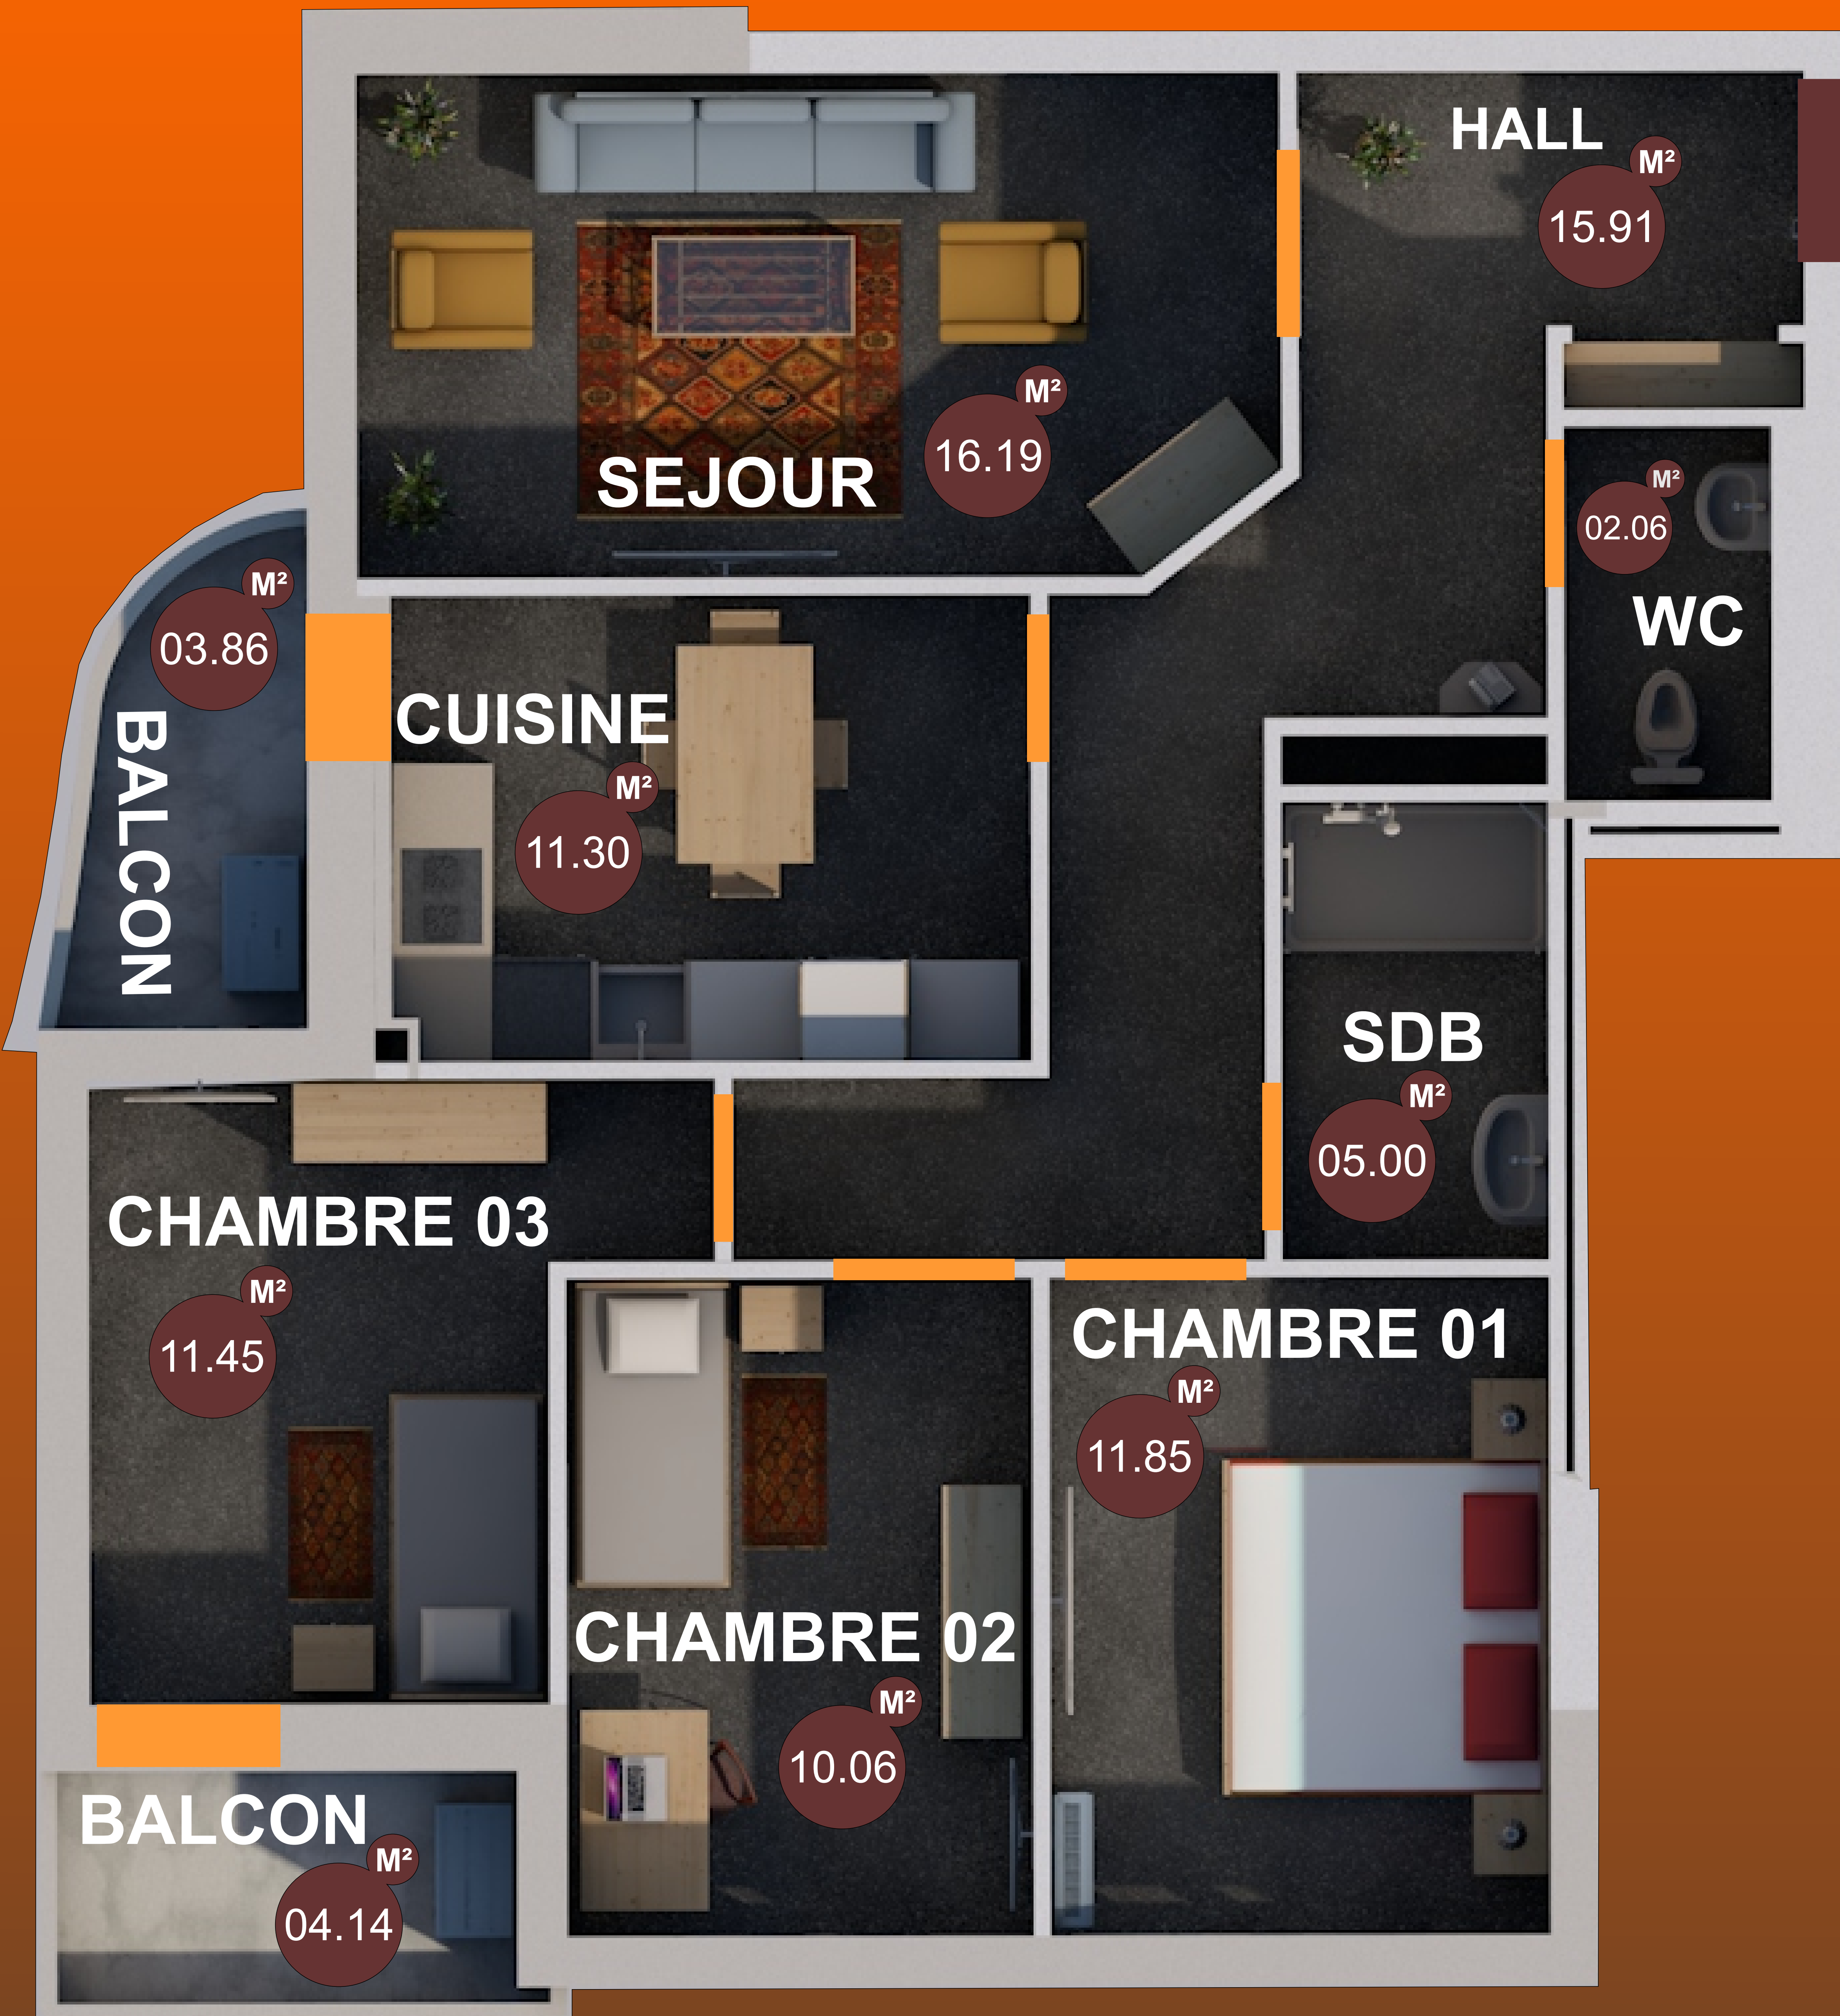 HALL
M²
15.91
M²
16.19
SEJOUR
M²
02.06
WC
M²
03.86
BALCON
CUISINE
M²
11.30
SDB
M²
05.00
CHAMBRE 03
M²
11.45
CHAMBRE 01
M²
11.85
CHAMBRE 02
M²
10.06
BALCON
M²
04.14